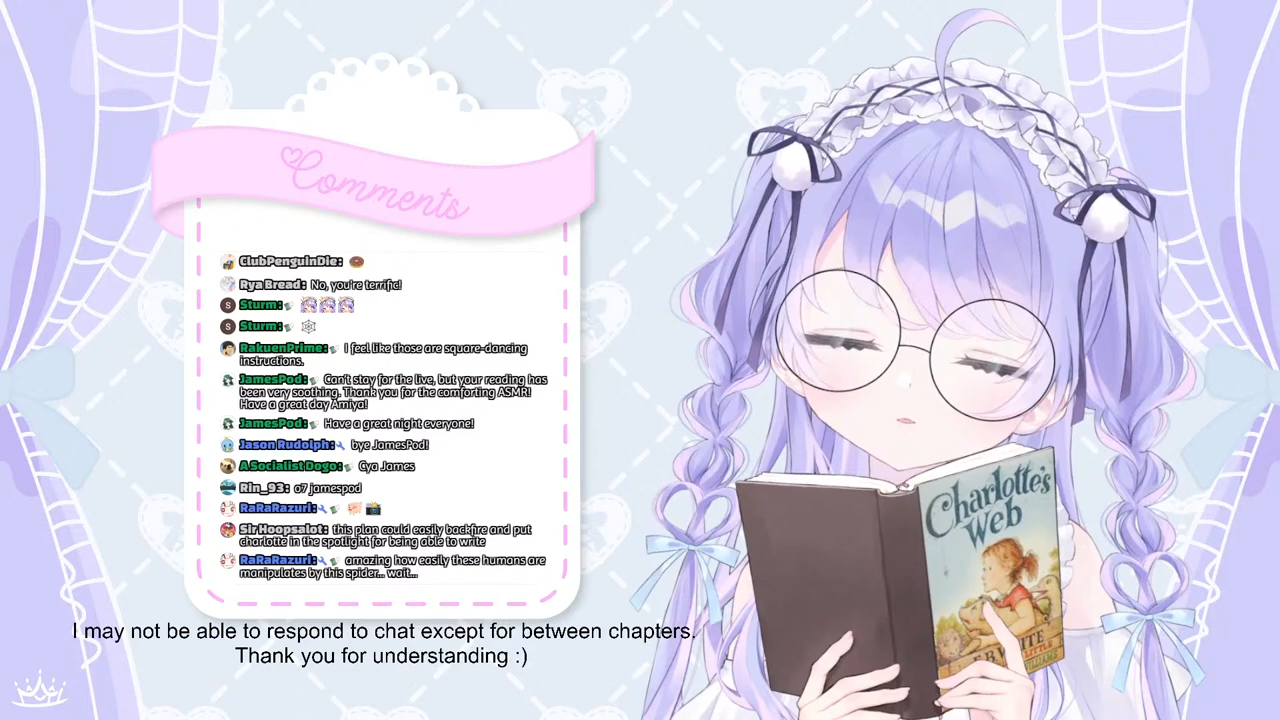 Comments
ClubPenguinDie:
Rya Bread: No, you're terrific!
S Sturm:
S Sturm:
RakuenPrime: I feel like those are square-dancing
instructions.
JamesPod: Can't stay for the live, but your reading has
been very soothing. Thank you for the comforting ASMR!
Have a great day Amiya!
JamesPod: Have a great night everyone!
Jason Rudolph: bye JamesPod!
A Socialist Dogo: Cya James
Rin_93: o7 jamespod
RaRaRazuri:
SirHoopsalot: this plan could easily backfire and put
charlotte in the spotlight for being able to write
RaRaRazuri: amazing how easily these humans are
manipulates by this spider... wait...
I may not be able to respond to chat except for between chapters.
Thank you for understanding :)
Charlotte's
Web
E.B. WHITE
LITTLE